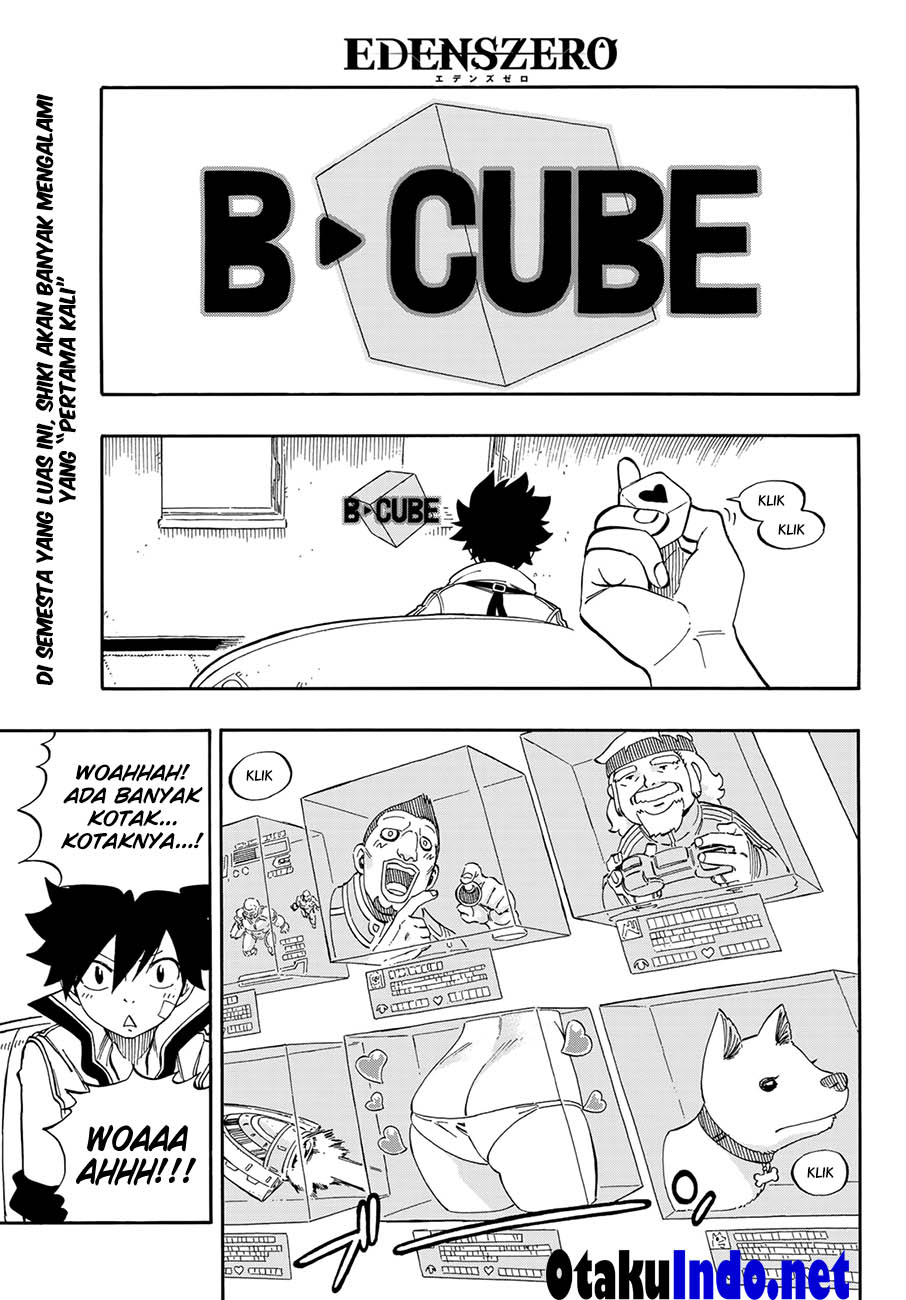 EDENSZERO
エデンズゼロ
B▶CUBE
DI SEMESTA YANG LUAS INI, SHIKI AKAN BANYAK MENGALAMI
YANG "PERTAMA KALI"
B▶CUBE
KLIK
KLIK
KLIK
WOAHHAH!
ADA BANYAK
KOTAK...
KOTAKNYA...!
WOAAA
AHHH!!!
KLIK
OtakuIndo.net